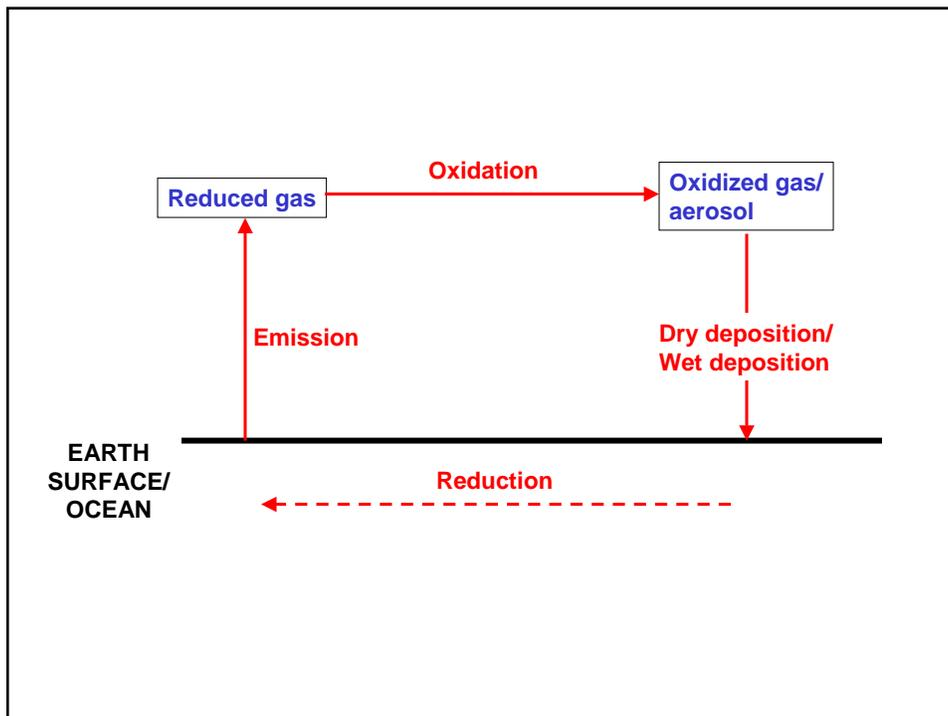 Oxidation
Reduced gas
Oxidized gas/
aerosol
Emission
Dry deposition/
Wet deposition
EARTH
SURFACE/
OCEAN
Reduction